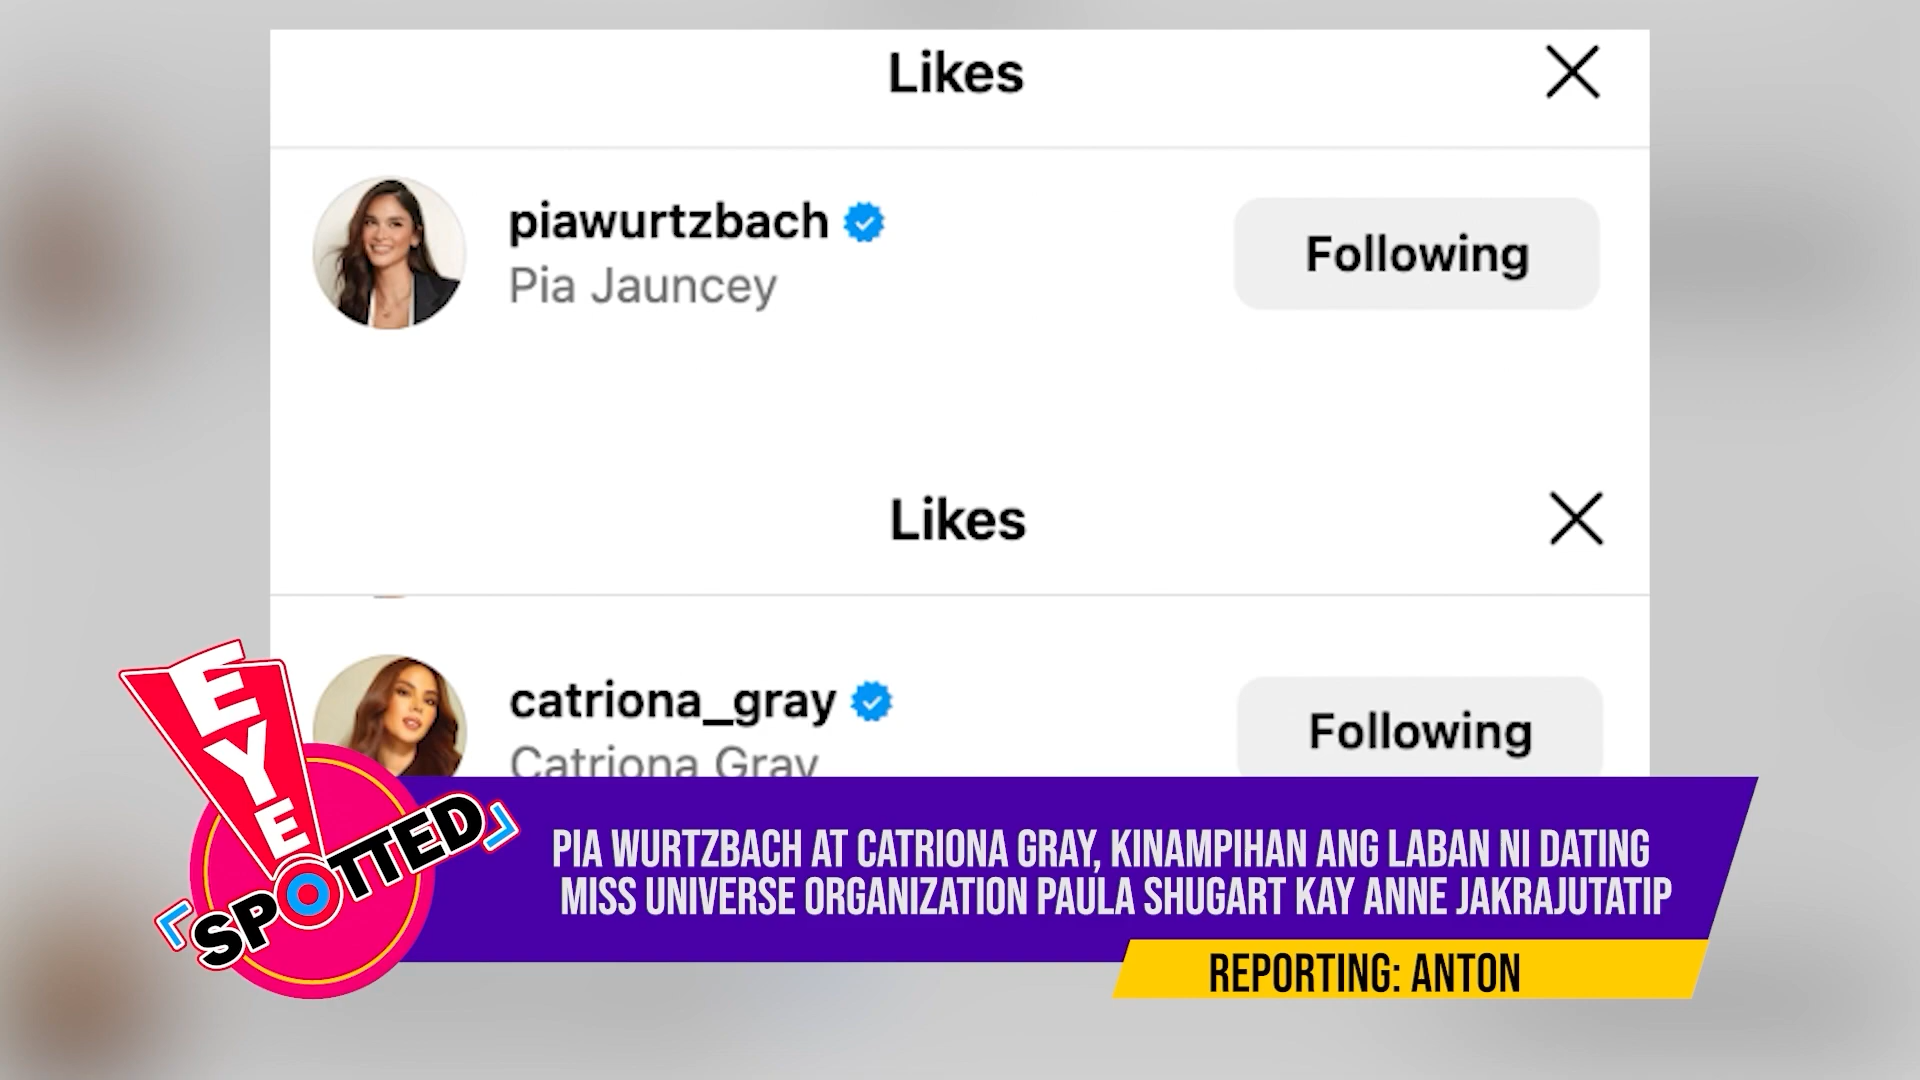 Likes
piawurtzbach
Pia Jauncey
Following
Likes
catriona_gray
Catriona Gray
Following
EYE
SPOTTED
PIA WURTZBACH AT CATRIONA GRAY, KINAMPIHAN ANG LABAN NI DATING
MISS UNIVERSE ORGANIZATION PAULA SHUGART KAY ANNE JAKRAJUTATIP
REPORTING: ANTON